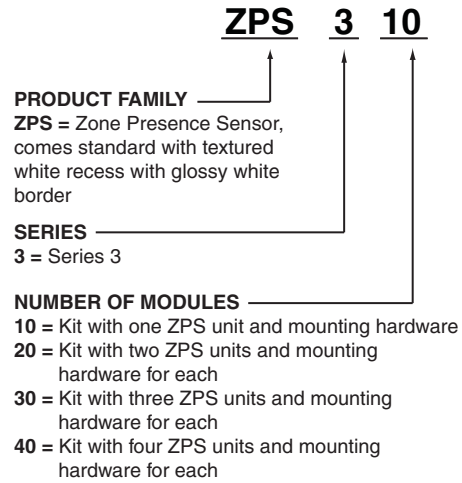 ZPS 3 10
PRODUCT FAMILY
ZPS = Zone Presence Sensor,
comes standard with textured
white recess with glossy white
border
SERIES
3 = Series 3
NUMBER OF MODULES
10 = Kit with one ZPS unit and mounting hardware
20 = Kit with two ZPS units and mounting
hardware for each
30 = Kit with three ZPS units and mounting
hardware for each
40 = Kit with four ZPS units and mounting
hardware for each